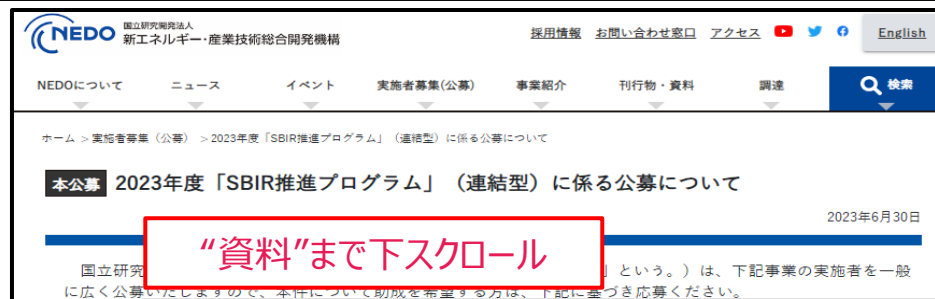 NEDO 国立研究開発法人
新エネルギー・産業技術総合開発機構
採用情報 お問い合わせ窓口 アクセス English
NEDOについて ニュース イベント 実施者募集(公募) 事業紹介 刊行物・資料 調達 検索
ホーム > 実施者募集（公募） > 2023年度「SBIR推進プログラム」（連結型）に係る公募について
本公募 2023年度「SBIR推進プログラム」（連結型）に係る公募について
2023年6月30日
“資料”まで下スクロール
国立研究 」という。）は、下記事業の実施者を一般
に広く公募いたしますので、本件について助成を希望する方は、下記に基づき応募ください。